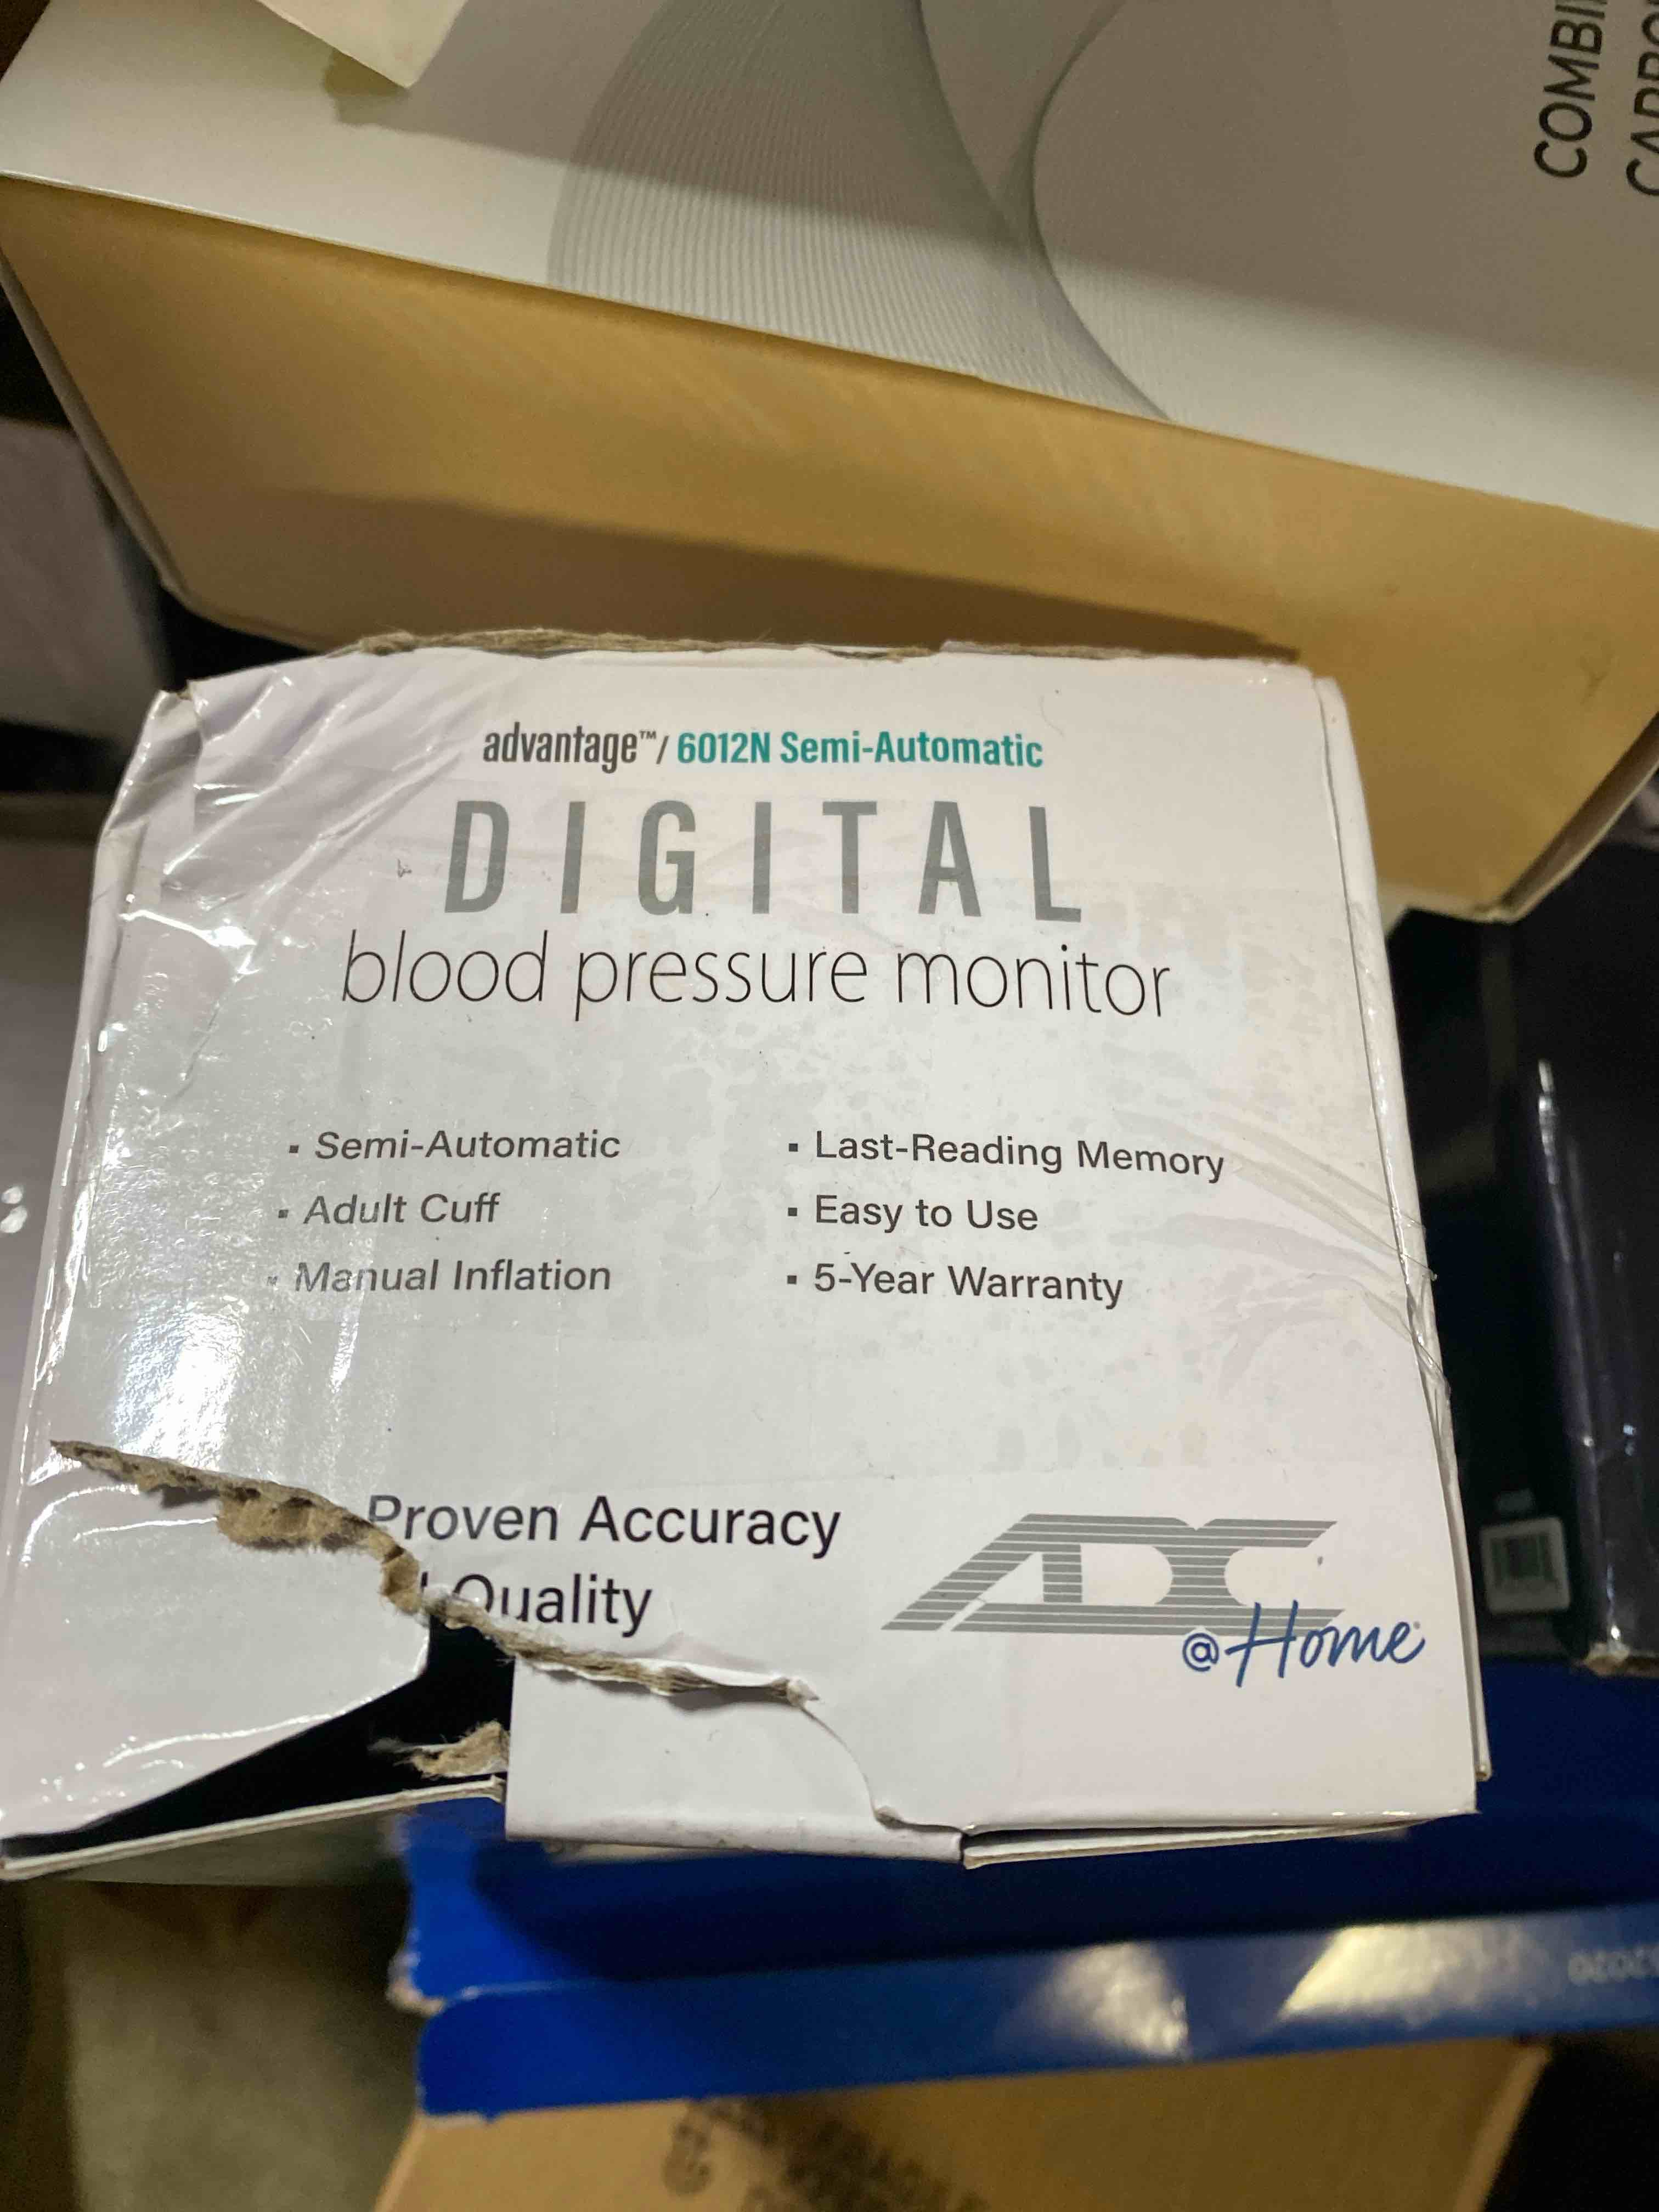 COMBI
advantage™/ 6012N Semi-Automatic
DIGITAL
blood pressure monitor
▪ Semi-Automatic
▪ Adult Cuff
▪ Manual Inflation
▪ Last-Reading Memory
▪ Easy to Use
▪ 5-Year Warranty
Proven Accuracy
Quality
ADC
@Home